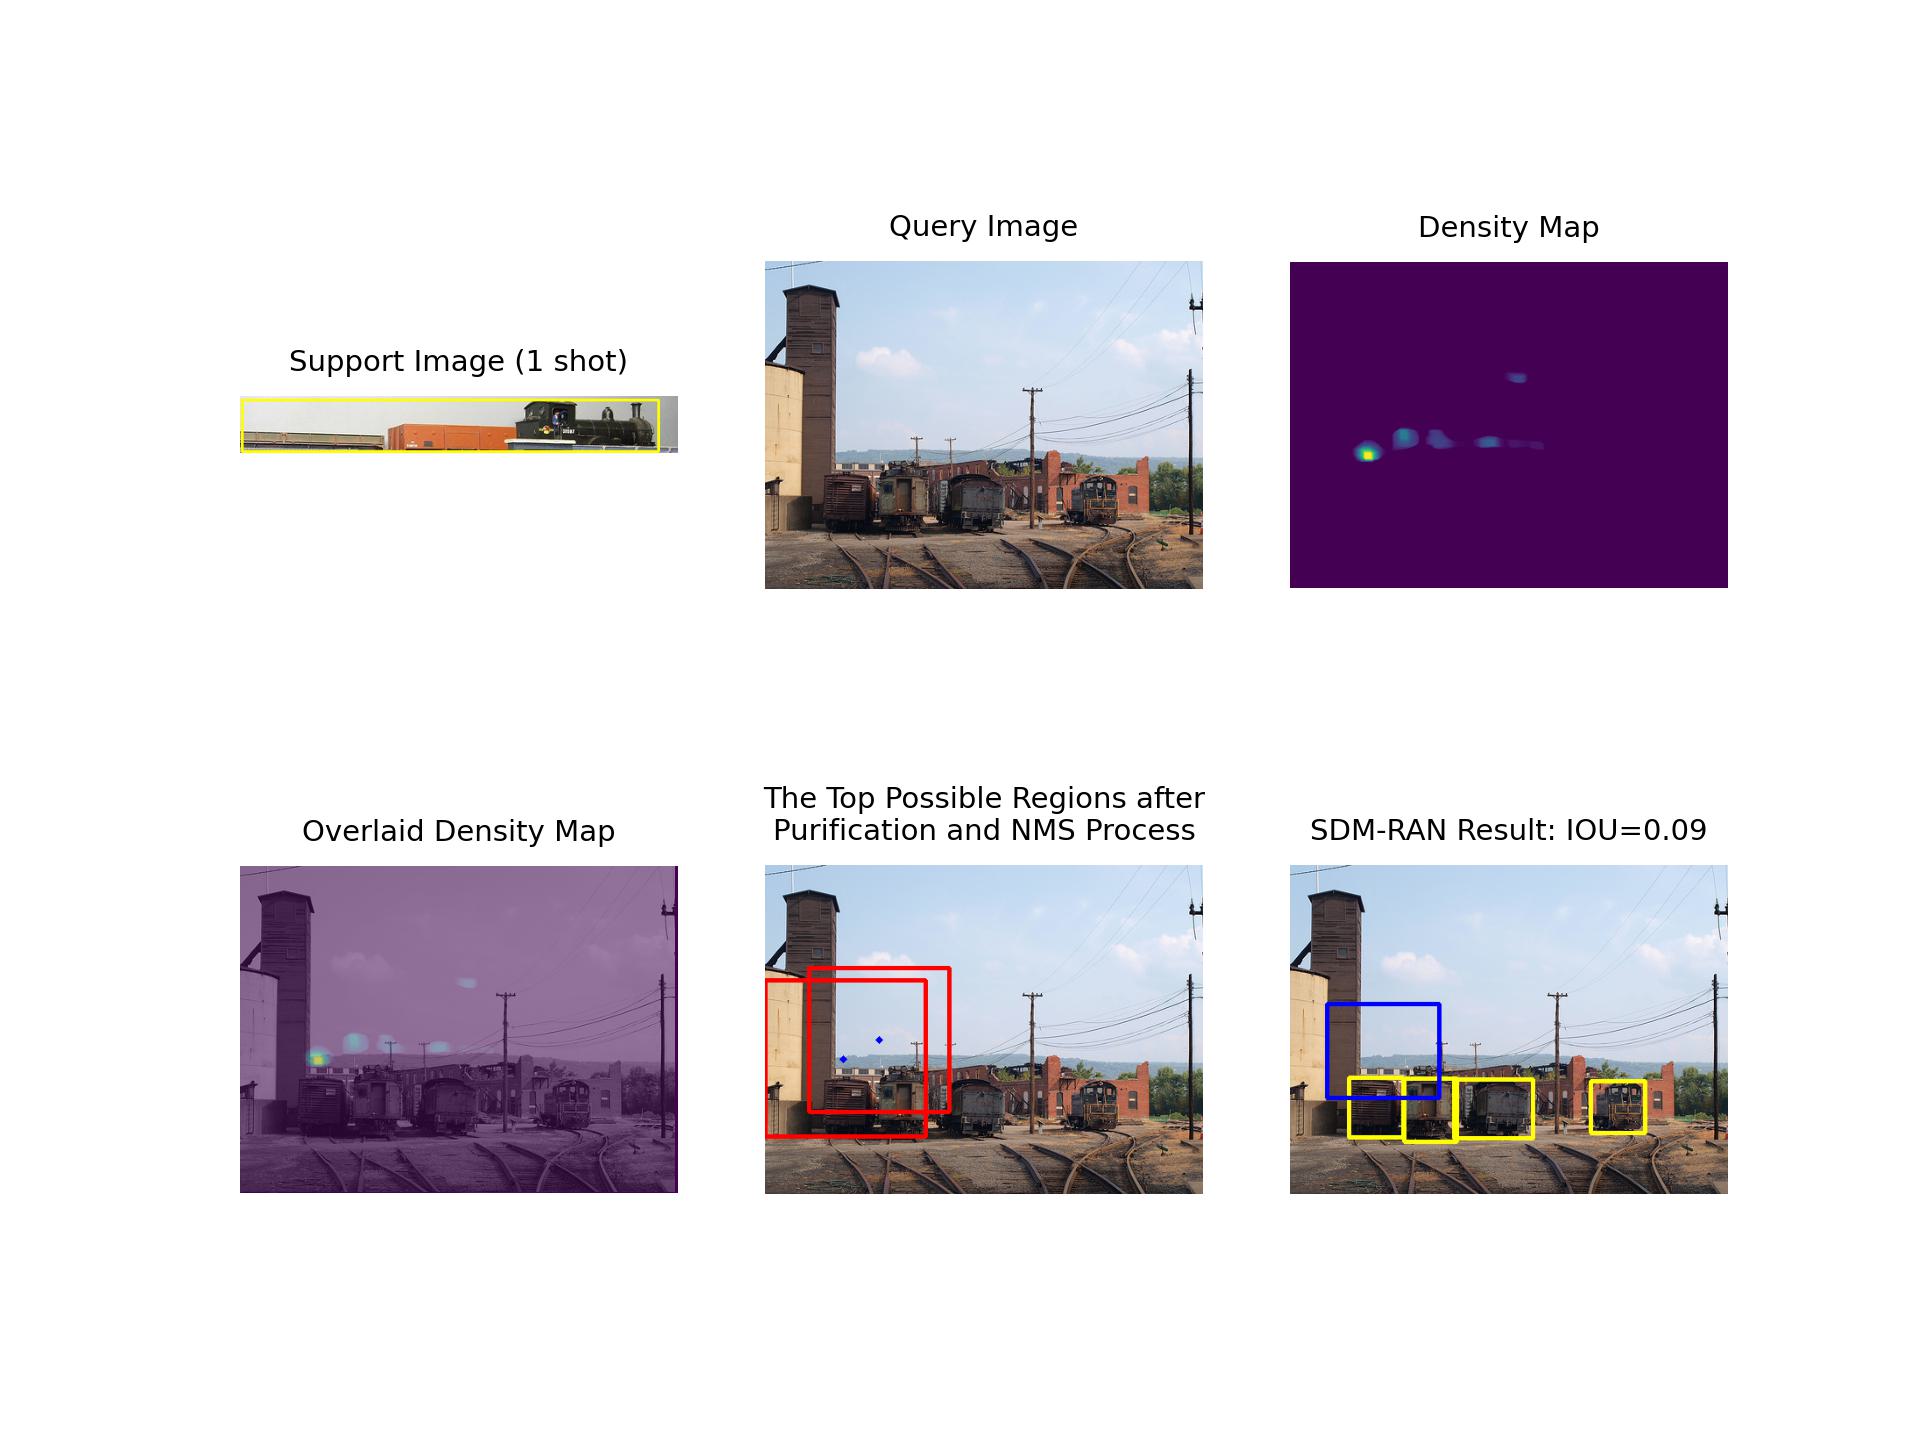 Query Image
Density Map
Support Image (1 shot)
The Top Possible Regions after
Purification and NMS Process
Overlaid Density Map
SDM-RAN Result: IOU=0.09